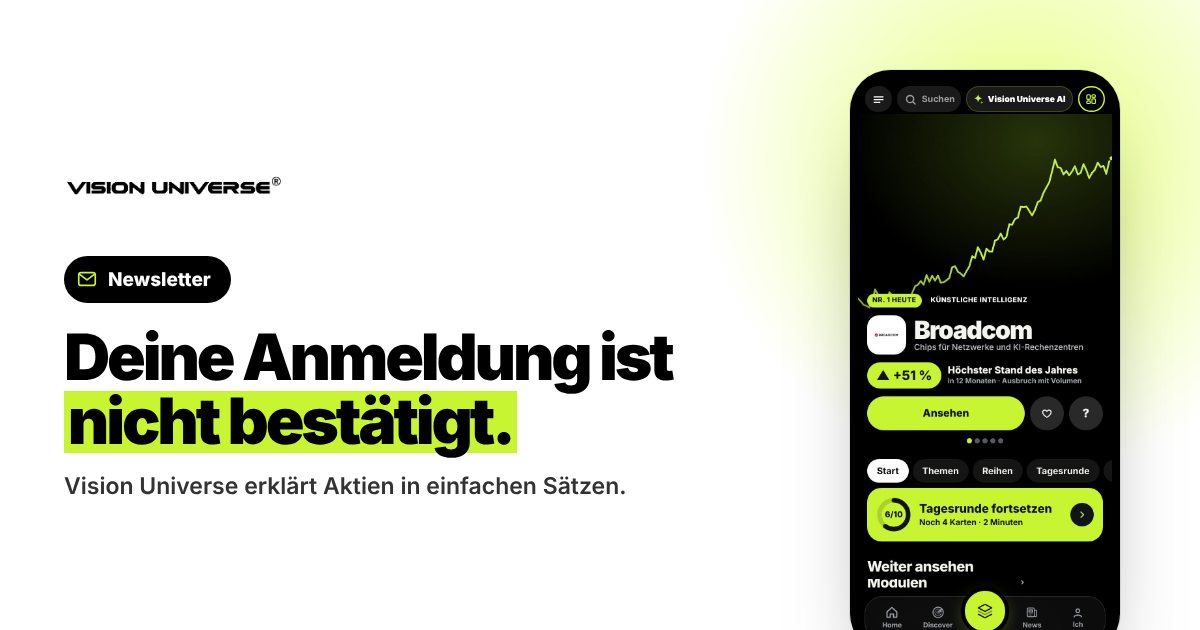 VISION UNIVERSE®
Newsletter
Deine Anmeldung ist
nicht bestätigt.
Vision Universe erklärt Aktien in einfachen Sätzen.
Suchen
Vision Universe AI
NR. 1 HEUTE
KÜNSTLICHE INTELLIGENZ
BROADCOM
Broadcom
Chips für Netzwerke und KI-Rechenzentren
▲ +51 %
Höchster Stand des Jahres
In 12 Monaten · Ausbruch mit Volumen
Ansehen
?
Start
Themen
Reihen
Tagesrunde
6/10
Tagesrunde fortsetzen
Noch 4 Karten · 2 Minuten
Weiter ansehen
Modulen
Home
Discover
News
Ich